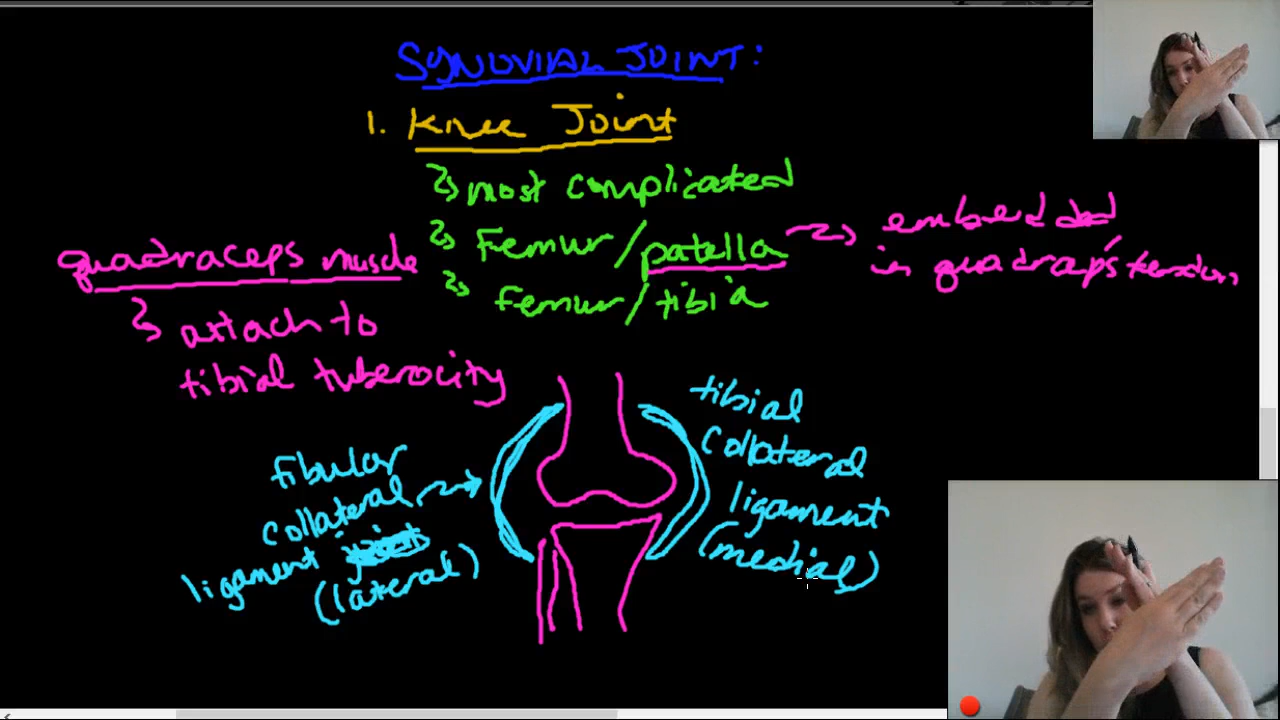 SYNOVIAL JOINT:
1. Knee Joint
most complicated
Femur / patella
embedded
in quadrap's tendon
Femur / tibia
quadraceps muscle
attach to
tibial tuberocity
tibial
collateral
ligament
(medial)
fibular
collateral
ligament
(lateral)